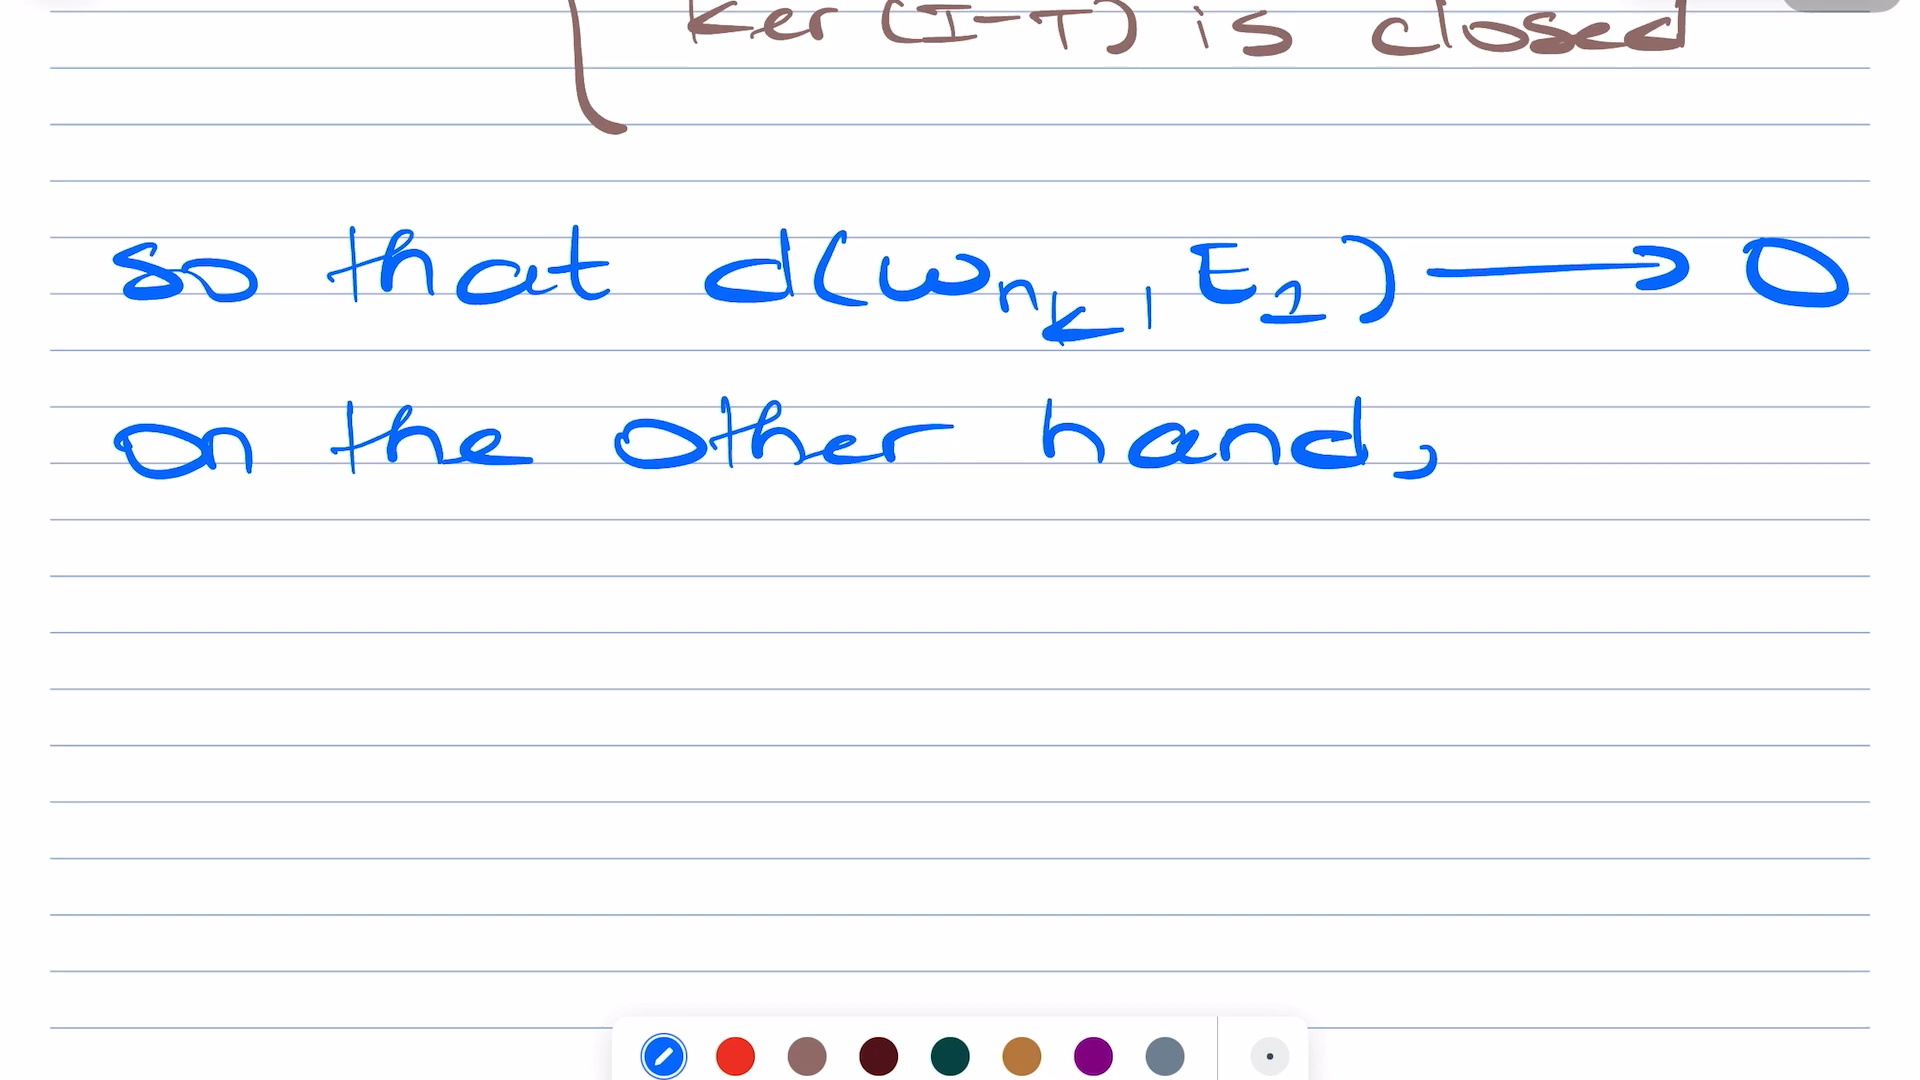 ker (I-T) is closed
so that d(w_{n_k}, E_1) ⟶ 0
on the other hand,